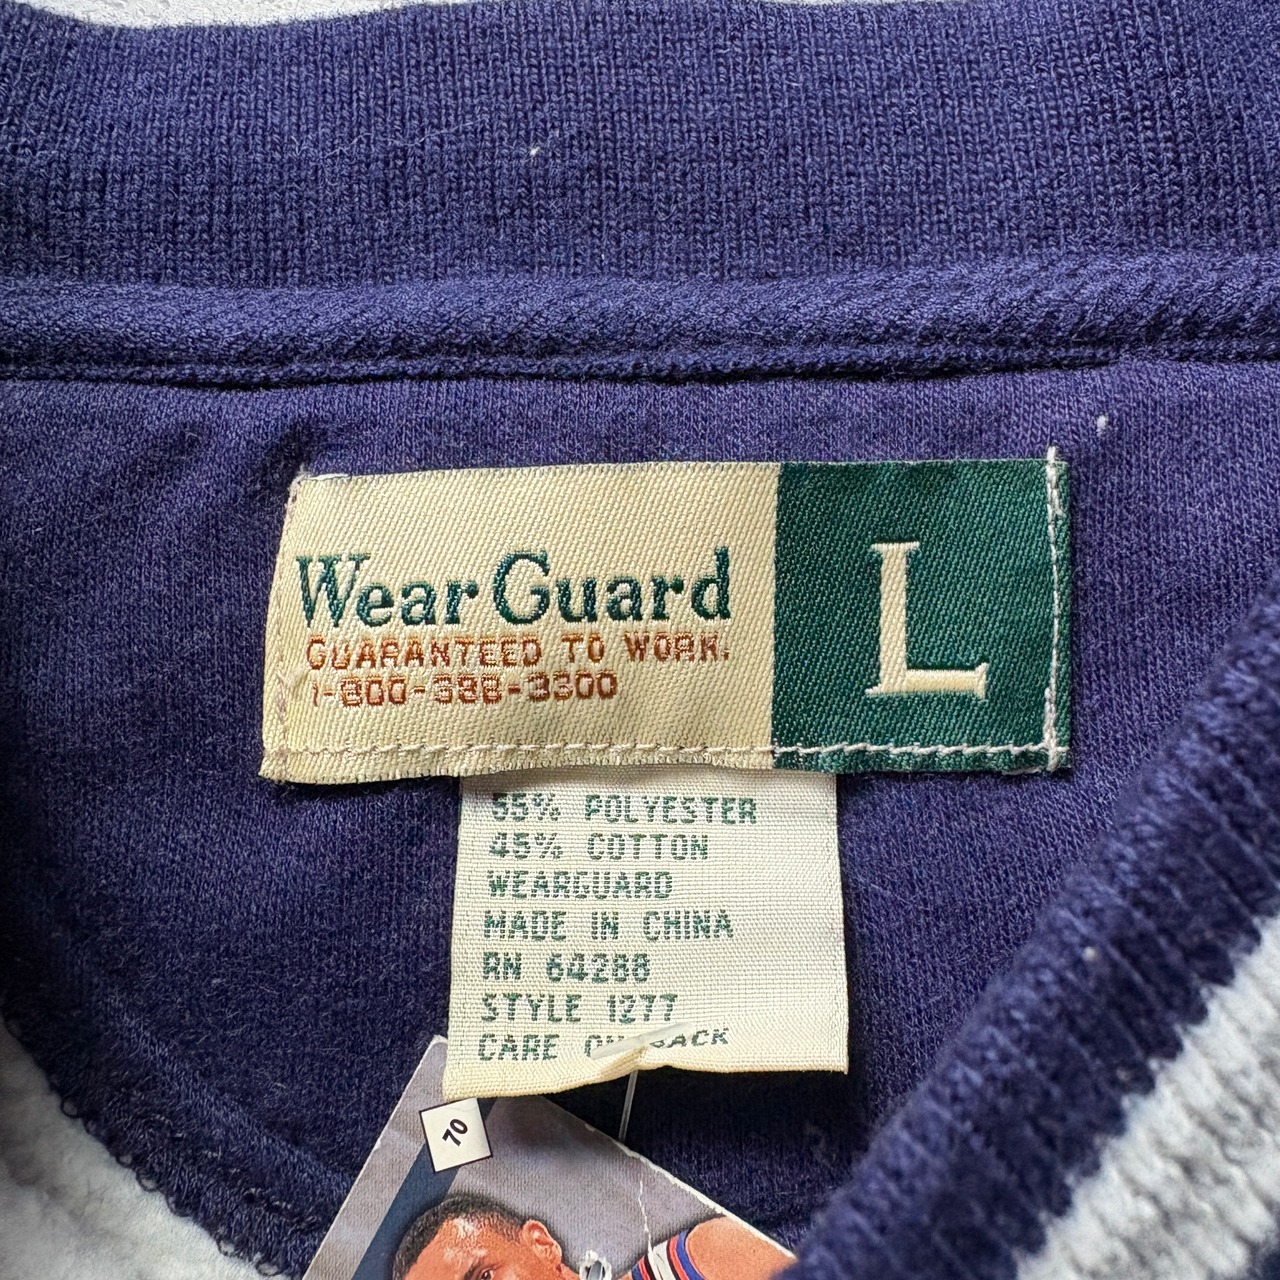 Wear Guard
GUARANTEED TO WORK.
1-800-388-3300
L
55% POLYESTER
45% COTTON
WEARGUARD
MADE IN CHINA
RN 64288
STYLE 1277
CARE BACK
70